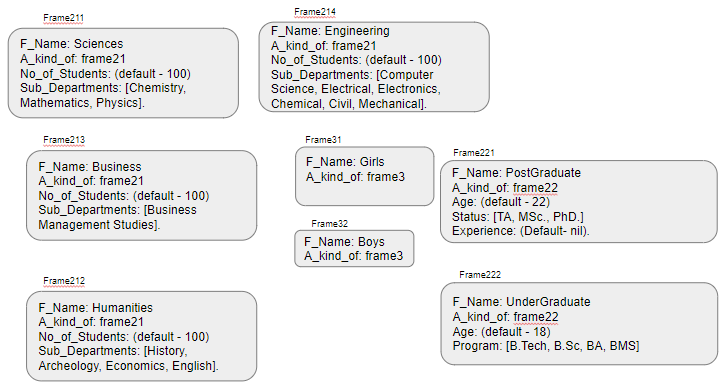 Frame211
F_Name: Sciences
A_kind_of: frame21
No_of_Students: (default - 100)
Sub_Departments: [Chemistry,
Mathematics, Physics].
Frame214
F_Name: Engineering
A_kind_of: frame21
No_of_Students: (default - 100)
Sub_Departments: [Computer
Science, Electrical, Electronics,
Chemical, Civil, Mechanical].
Frame213
F_Name: Business
A_kind_of: frame21
No_of_Students: (default - 100)
Sub_Departments: [Business
Management Studies].
Frame31
F_Name: Girls
A_kind_of: frame3
Frame221
F_Name: PostGraduate
A_kind_of: frame22
Age: (default - 22)
Status: [TA, MSc., PhD.]
Experience: (Default- nil).
Frame32
F_Name: Boys
A_kind_of: frame3
Frame212
F_Name: Humanities
A_kind_of: frame21
No_of_Students: (default - 100)
Sub_Departments: [History,
Archeology, Economics, English].
Frame222
F_Name: UnderGraduate
A_kind_of: frame22
Age: (default - 18)
Program: [B.Tech, B.Sc, BA, BMS]